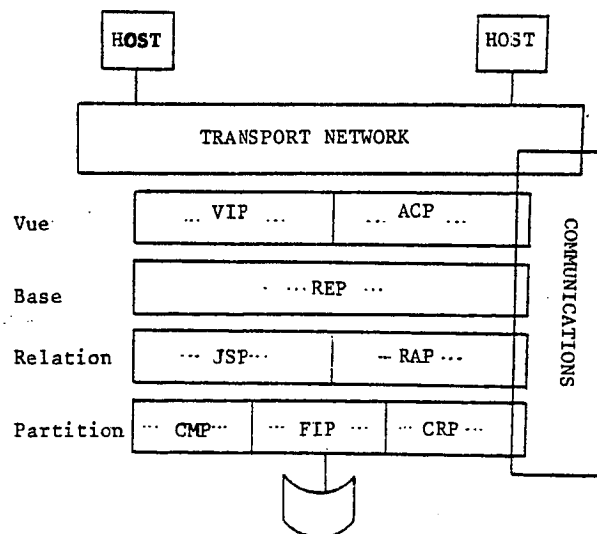 HOST HOST
TRANSPORT NETWORK
Vue ... VIP ... ... ACP ...
Base ... REP ...
Relation ... JSP ... -- RAP ...
Partition ... CMP ... ... FIP ... ... CRP ...
COMMUNICATIONS